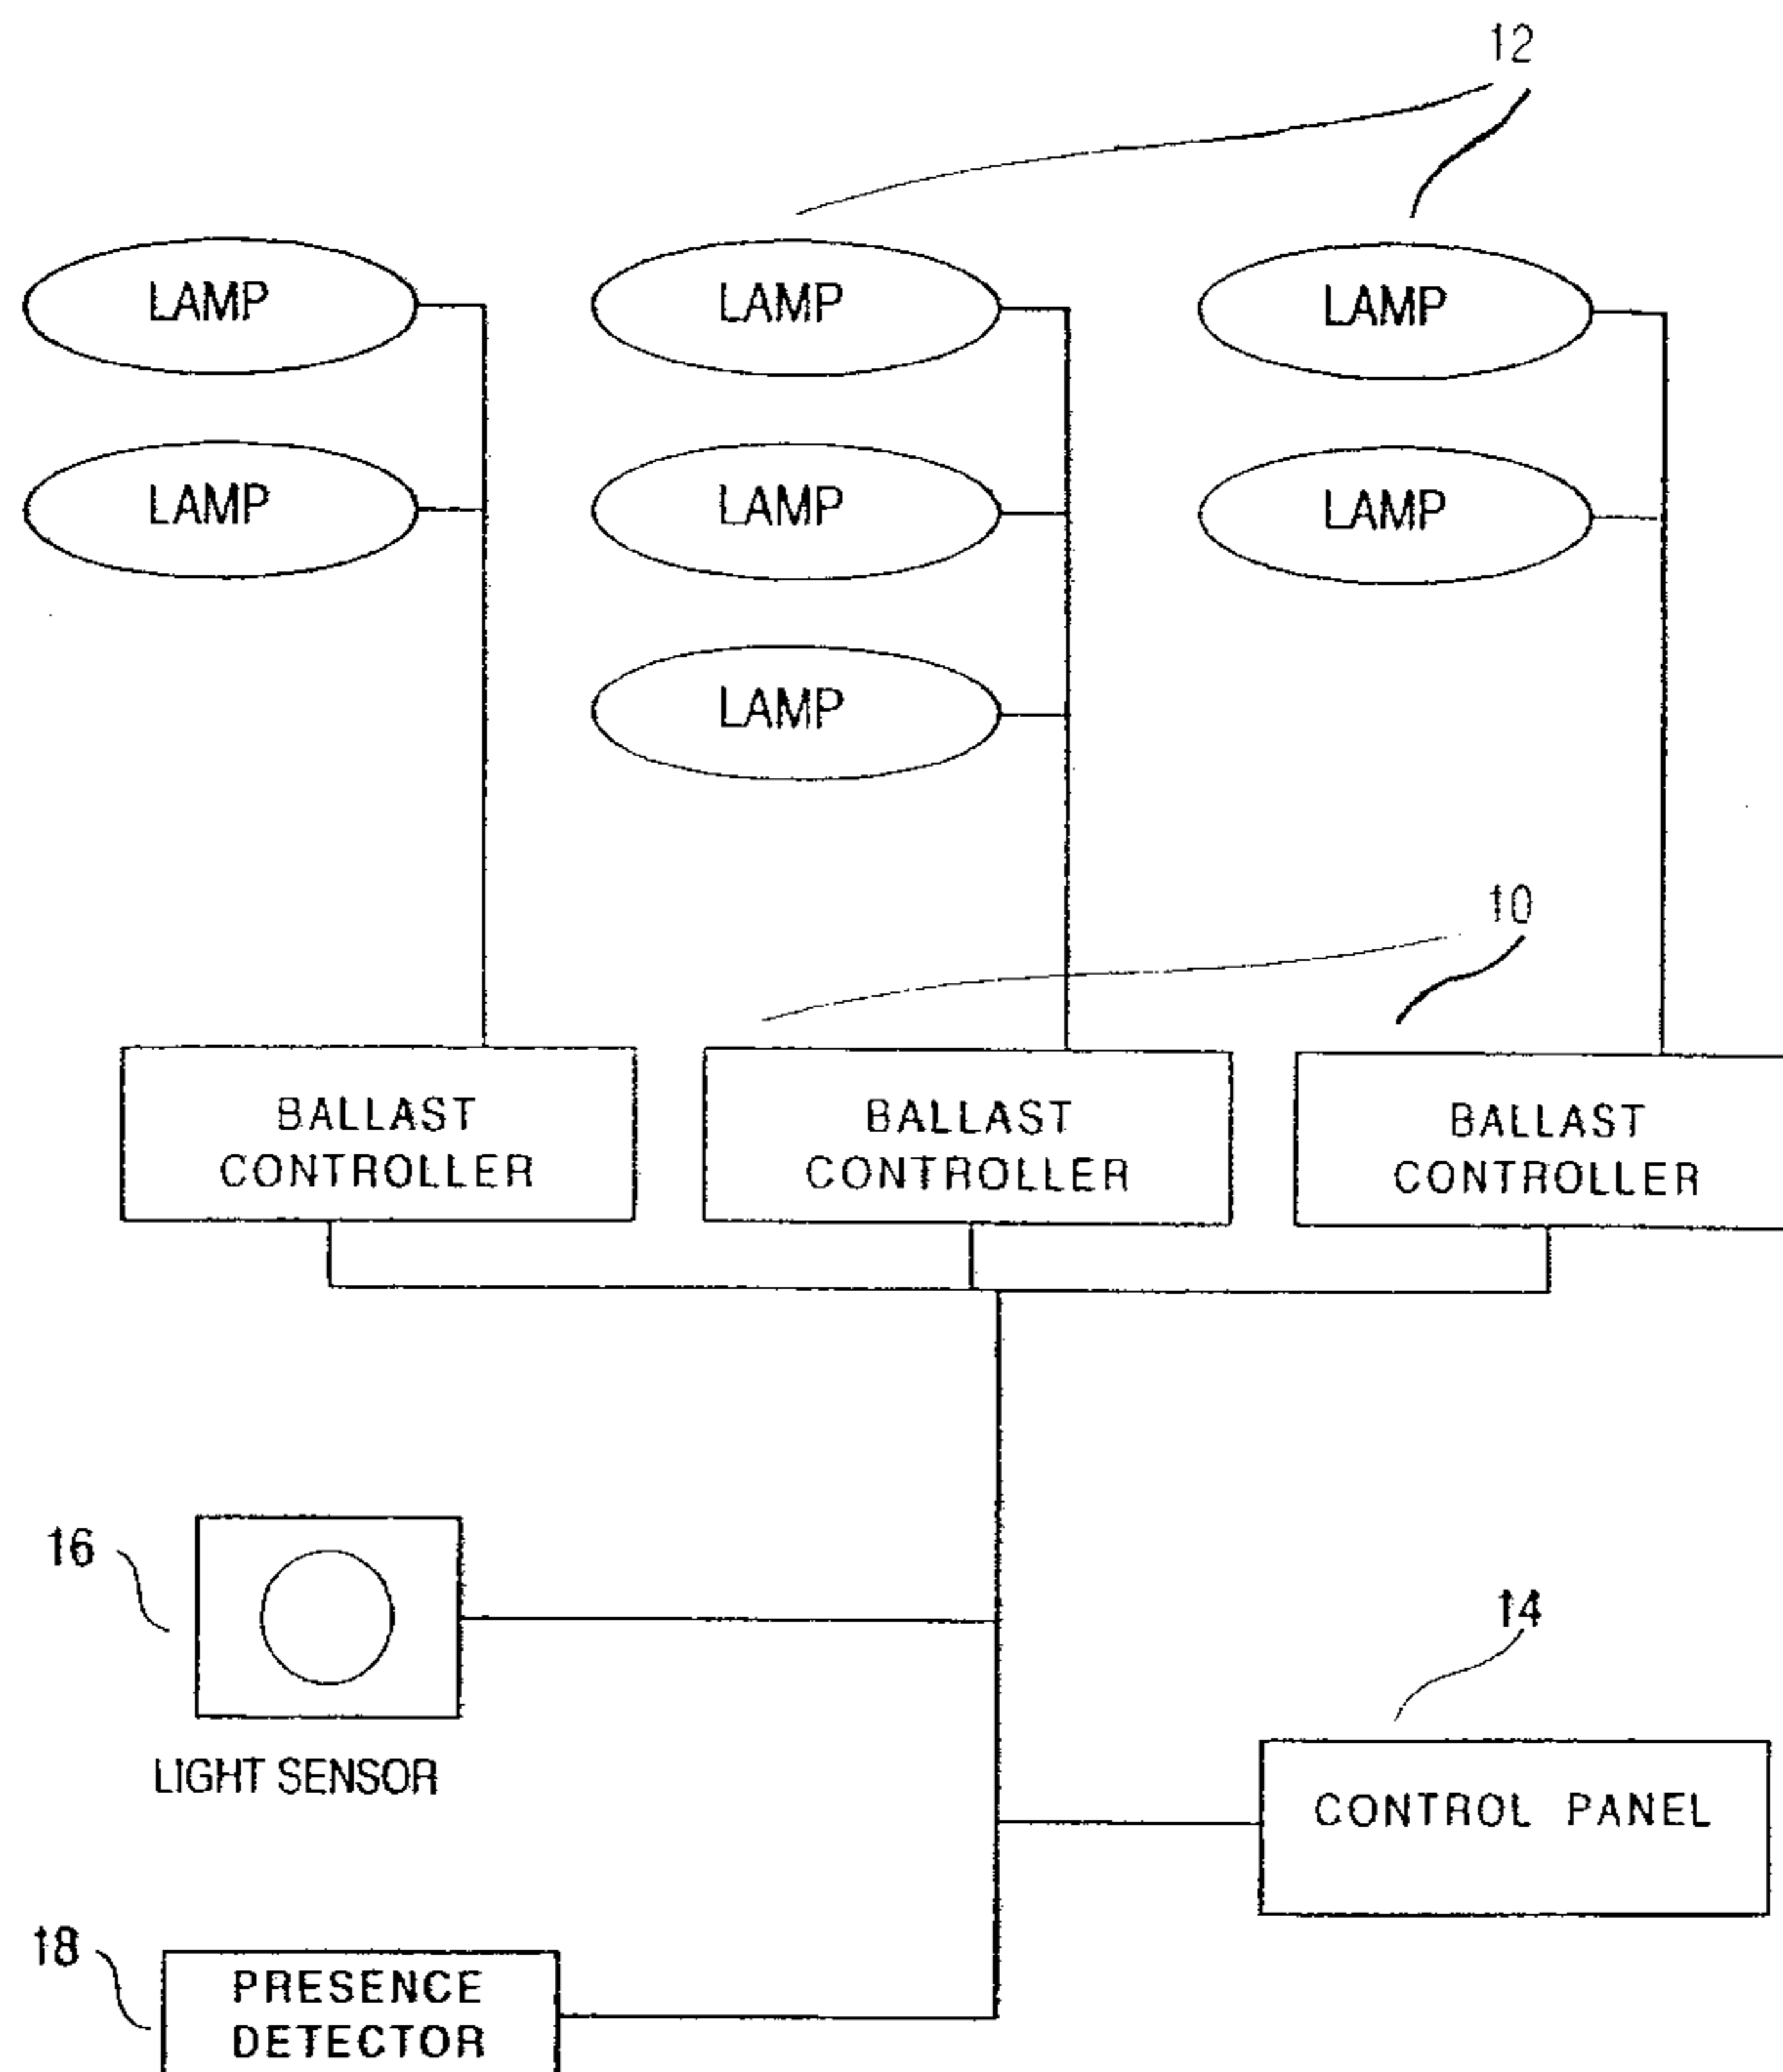 12
LAMP LAMP LAMP
LAMP LAMP LAMP
LAMP
10
BALLAST CONTROLLER
BALLAST CONTROLLER
BALLAST CONTROLLER
16
LIGHT SENSOR
14
CONTROL PANEL
18
PRESENCE
DETECTOR